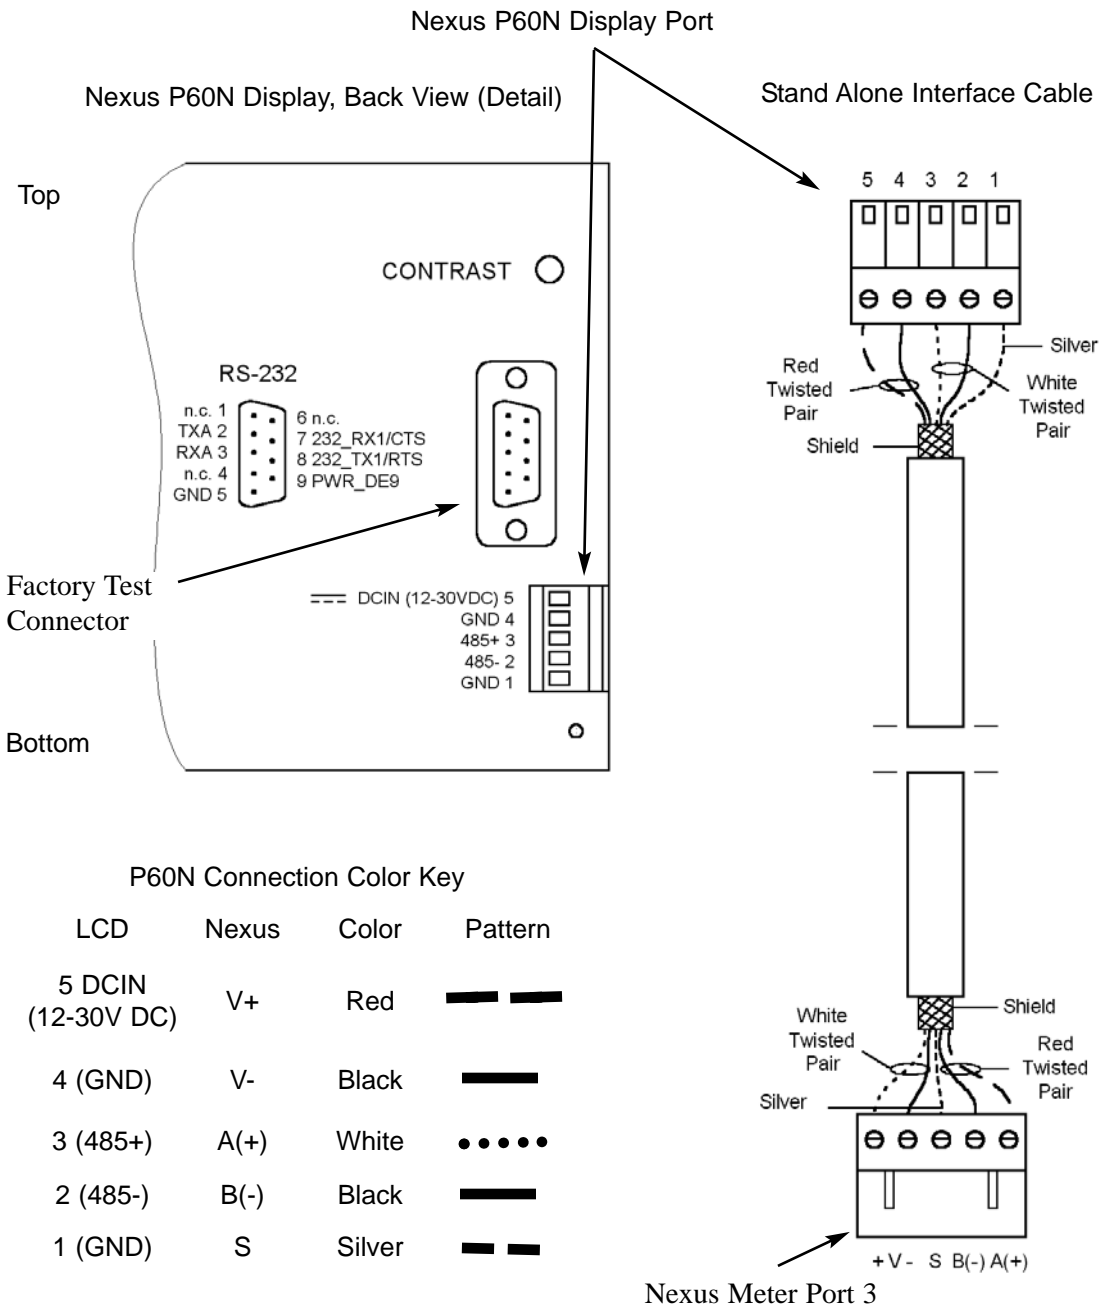 Nexus P60N Display Port
Nexus P60N Display, Back View (Detail)
Stand Alone Interface Cable
Top
CONTRAST
RS-232
n.c. 1
TXA 2
RXA 3
n.c. 4
GND 5
6 n.c.
7 232_RX1/CTS
8 232_TX1/RTS
9 PWR_DE9
Factory Test
Connector
DCIN (12-30VDC) 5
GND 4
485+ 3
485- 2
GND 1
Bottom
5 4 3 2 1
Silver
Red
Twisted
Pair
White
Twisted
Pair
Shield
P60N Connection Color Key
LCD Nexus Color Pattern
5 DCIN
(12-30V DC) V+ Red
4 (GND) V- Black
3 (485+) A(+) White
2 (485-) B(-) Black
1 (GND) S Silver
Shield
White
Twisted
Pair
Red
Twisted
Pair
Silver
+ V - S B(-) A(+)
Nexus Meter Port 3